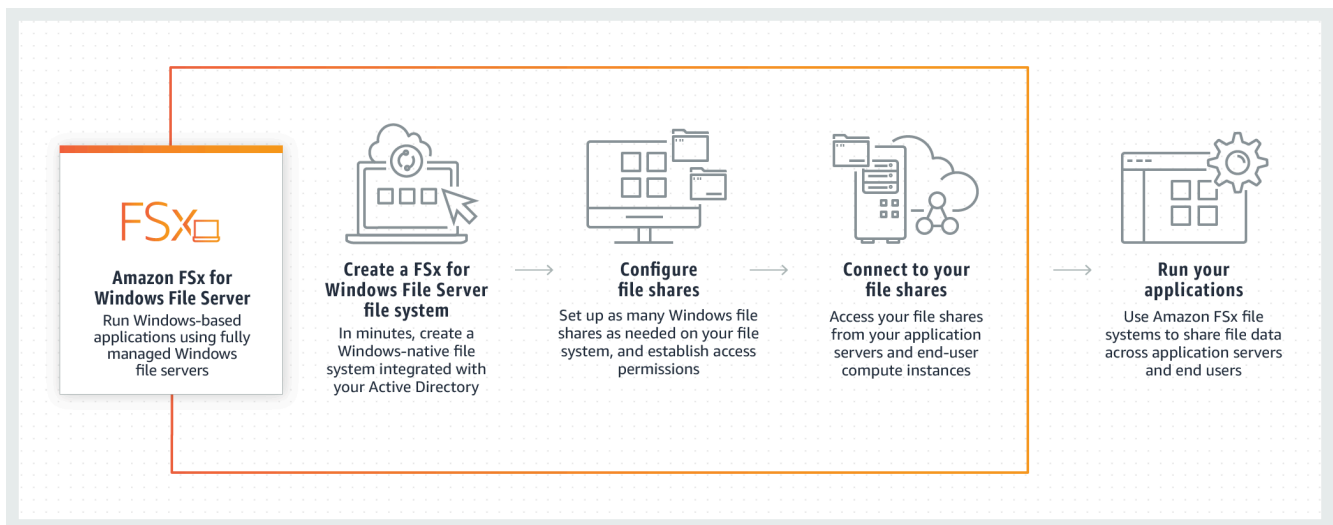 FSx
Amazon FSx for
Windows File Server
Run Windows-based
applications using fully
managed Windows
file servers
Create a FSx for
Windows File Server
file system
In minutes, create a
Windows-native file
system integrated with
your Active Directory
Configure
file shares
Set up as many Windows file
shares as needed on your file
system, and establish access
permissions
Connect to your
file shares
Access your file shares
from your application
servers and end-user
compute instances
Run your
applications
Use Amazon FSx file
systems to share file data
across application servers
and end users